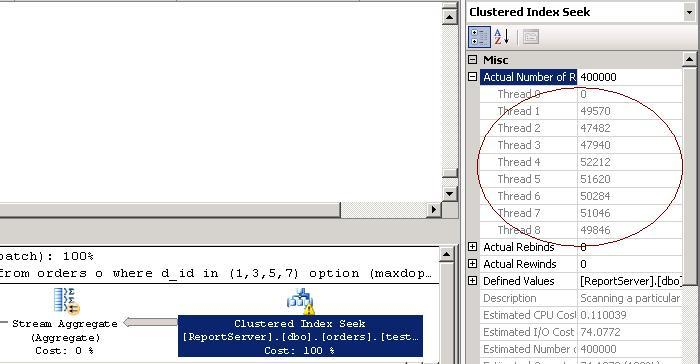 Clustered Index Seek
Misc
Actual Number of R 400000
Thread 0 0
Thread 1 49570
Thread 2 47482
Thread 3 47940
Thread 4 52212
Thread 5 51620
Thread 6 50284
Thread 7 51046
Thread 8 49846
Actual Rebinds 0
Actual Rewinds 0
Defined Values [ReportServer].[dbo]
Description Scanning a particular
Estimated CPU Cost 0.110039
Estimated I/O Cost 74.0772
Estimated Number 400000
patch): 100%
from orders o where d_id in (1,3,5,7) option (maxdop…
Stream Aggregate
(Aggregate)
Cost: 0 %
Clustered Index Seek
[ReportServer].[dbo].[orders].[test…
Cost: 100 %